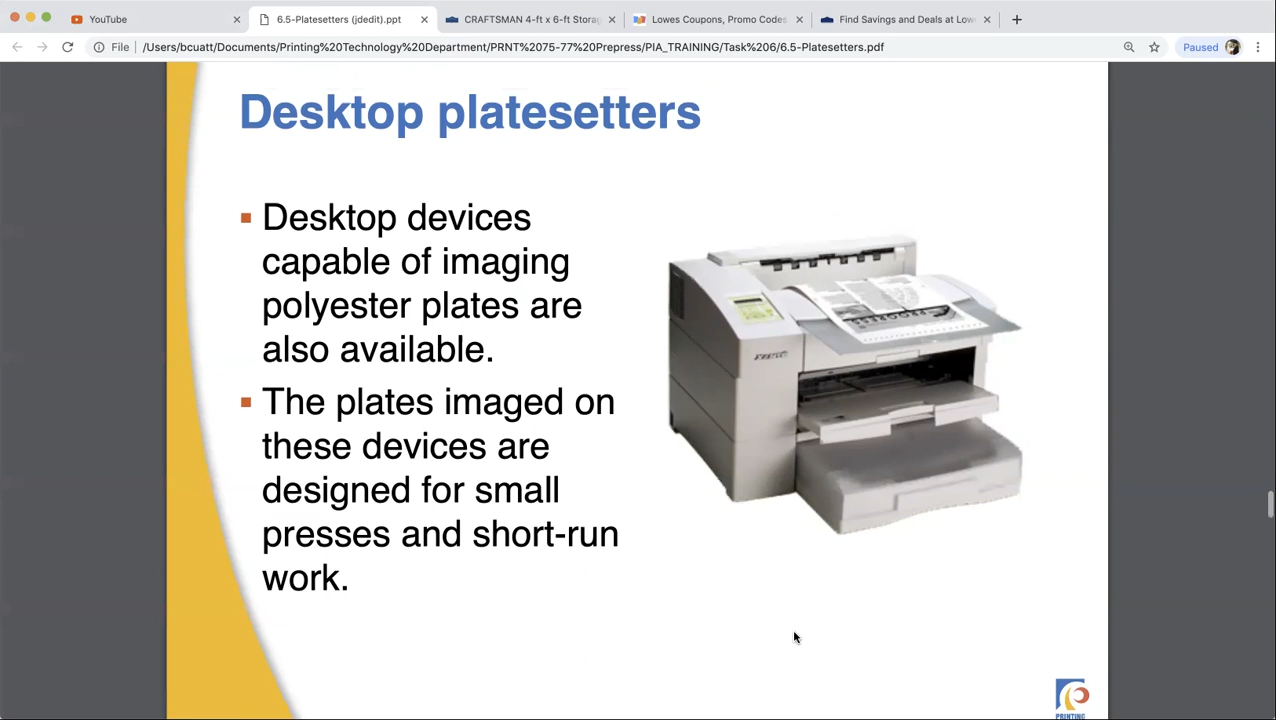 YouTube
6.5-Platesetters (jdedit).ppt
CRAFTSMAN 4-ft x 6-ft Storag
Lowes Coupons, Promo Codes
Find Savings and Deals at Low
File
/Users/bcuatt/Documents/Printing%20Technology%20Department/PRNT%2075-77%20Prepress/PIA_TRAINING/Task%206/6.5-Platesetters.pdf
Paused
Desktop platesetters
Desktop devices
capable of imaging
polyester plates are
also available.
The plates imaged on
these devices are
designed for small
presses and short-run
work.
PRINTING